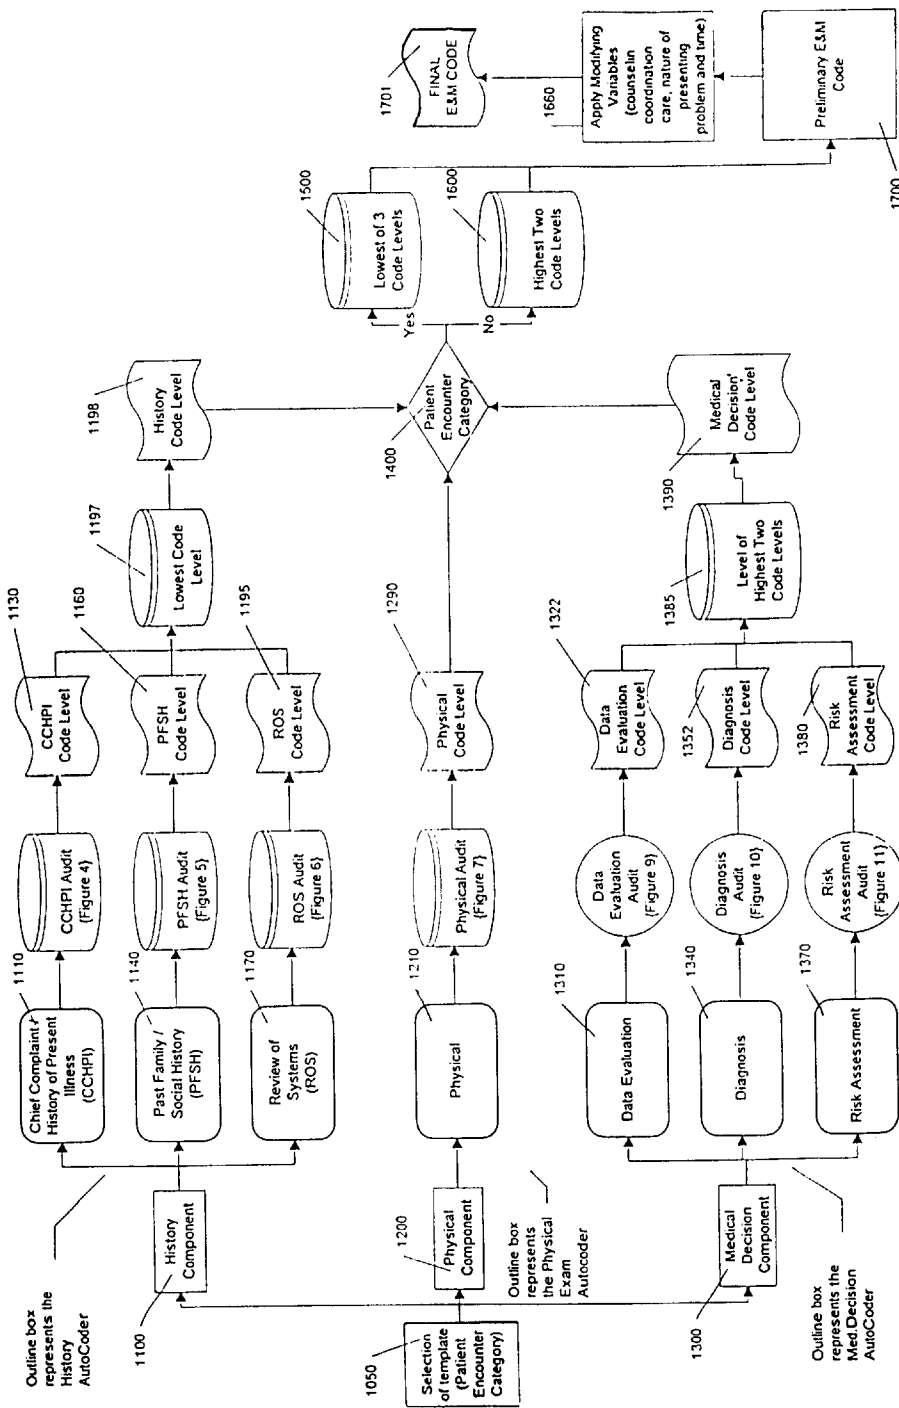 Outline box
represents the
History
AutoCoder
1100
History
Component
1110
Chief Complaint +
History of Present
Illness
(CCHPI)
CCHPI Audit
(Figure 4}
1130
CCHPI
Code Level
1140
Past Family /
Social History
(PFSH)
PFSH Audit
{Figure 5}
1160
PFSH
Code Level
1170
Review of
Systems
(ROS)
ROS Audit
{Figure 6}
1195
ROS
Code Level
1197
Lowest Code
Level
1198
History
Code Level
1050
Selection
of template
(Patient
Encounter
Category)
1200
Physical
Component
Outline box
represents
the Physical
Exam
Autocoder
1210
Physical
Physical Audit
{Figure 7}
1290
Physical
Code Level
1400
Patient
Encounter
Category
Yes
No
1500
Lowest of 3
Code Levels
1600
Highest Two
Code Levels
1700
Preliminary E&M
Code
1660
Apply Modifying
Variables
(counselin
coordination
care, nature of
presenting
problem and time)
1701
FINAL
E&M CODE
1300
Medical
Decision
Component
Outline box
represents the
Med.Decision
AutoCoder
1310
Data Evaluation
Data
Evaluation
Audit
{Figure 9}
1322
Data
Evaluation
Code Level
1340
Diagnosis
Diagnosis
Audit
(Figure 10}
1352
Diagnosis
Code Level
1370
Risk Assessment
Risk
Assessment
Audit
{Figure 11}
1380
Risk
Assessment
Code Level
1385
Level of
Highest Two
Code Levels
1390
Medical
Decision'
Code Level